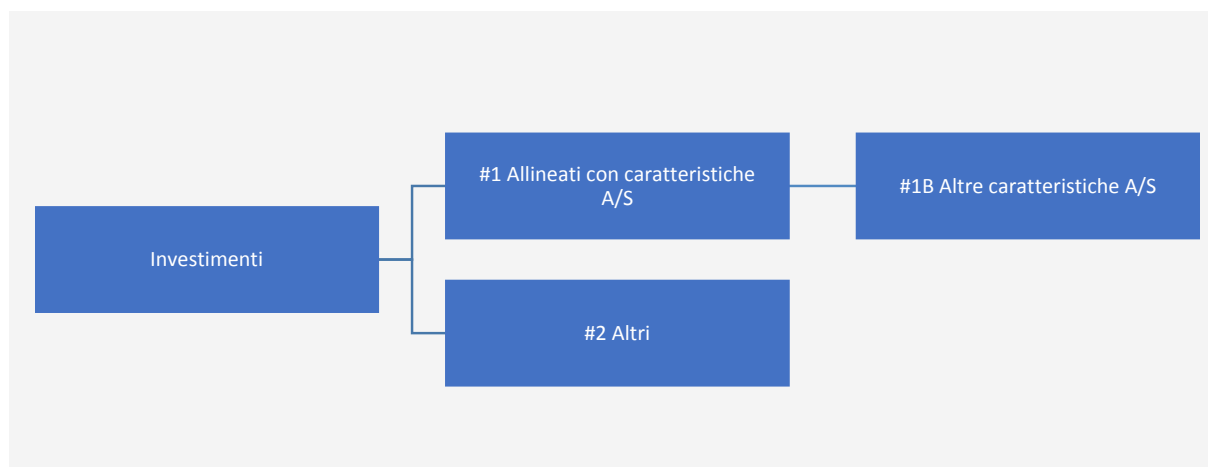 #1 Allineati con caratteristiche
A/S
#1B Altre caratteristiche A/S
Investimenti
#2 Altri